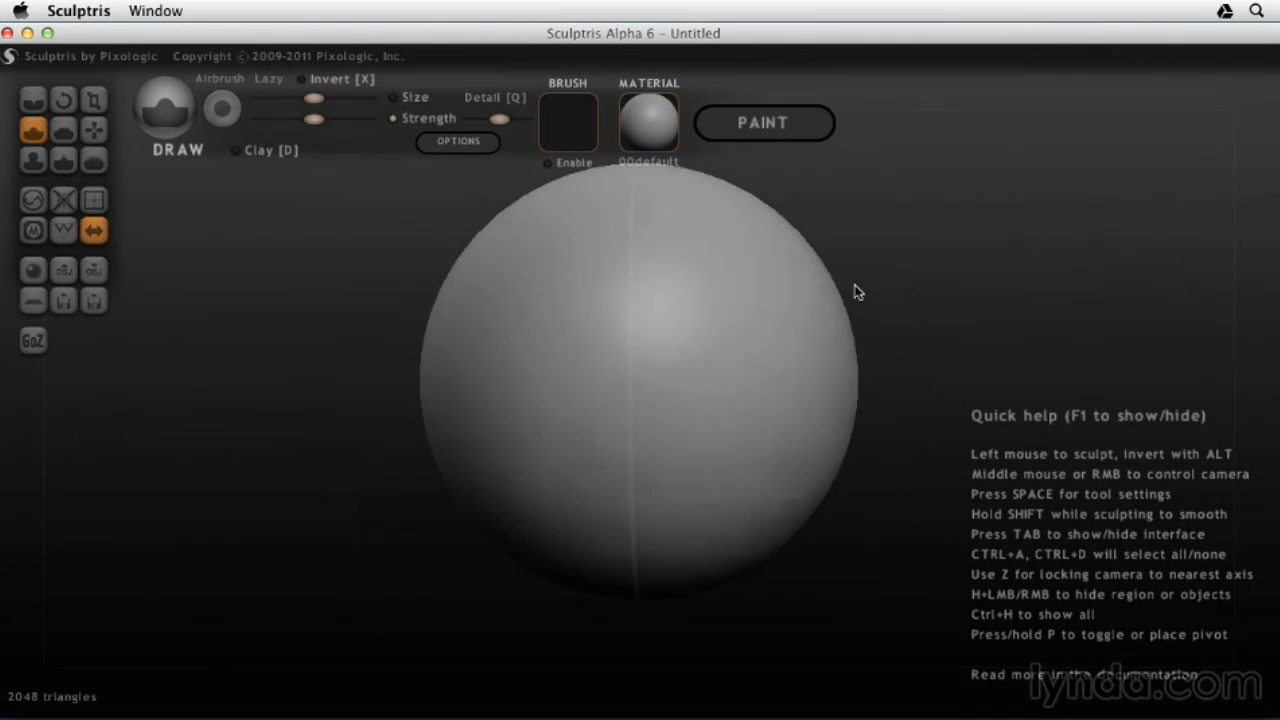 Sculptris Window
Sculptris Alpha 6 - Untitled
Sculptris by Pixologic Copyright © 2009-2011 Pixologic, Inc.
Airbrush Lazy Invert [X]
BRUSH MATERIAL
Size Detail [Q]
Strength
PAINT
OPTIONS
DRAW Clay [D]
Enable 00default
M W
OBJ OBJ
GoZ
Quick help (F1 to show/hide)
Left mouse to sculpt, invert with ALT
Middle mouse or RMB to control camera
Press SPACE for tool settings
Hold SHIFT while sculpting to smooth
Press TAB to show/hide interface
CTRL+A, CTRL+D will select all/none
Use Z for locking camera to nearest axis
H+LMB/RMB to hide region or objects
Ctrl+H to show all
Press/hold P to toggle or place pivot
Read more in the documentation
lynda.com
2048 triangles